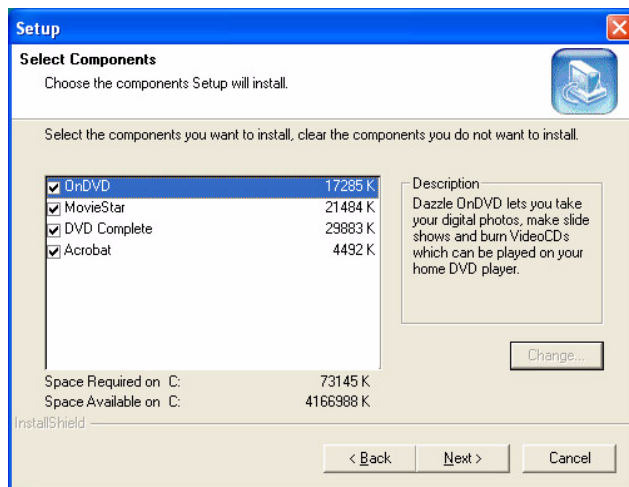 Setup
Select Components
Choose the components Setup will install.
Select the components you want to install, clear the components you do not want to install.
OnDVD 17285 K
MovieStar 21484 K
DVD Complete 29883 K
Acrobat 4492 K
Description
Dazzle OnDVD lets you take
your digital photos, make slide
shows and burn VideoCDs
which can be played on your
home DVD player.
Change...
Space Required on C: 73145 K
Space Available on C: 4166988 K
InstallShield
< Back
Next >
Cancel